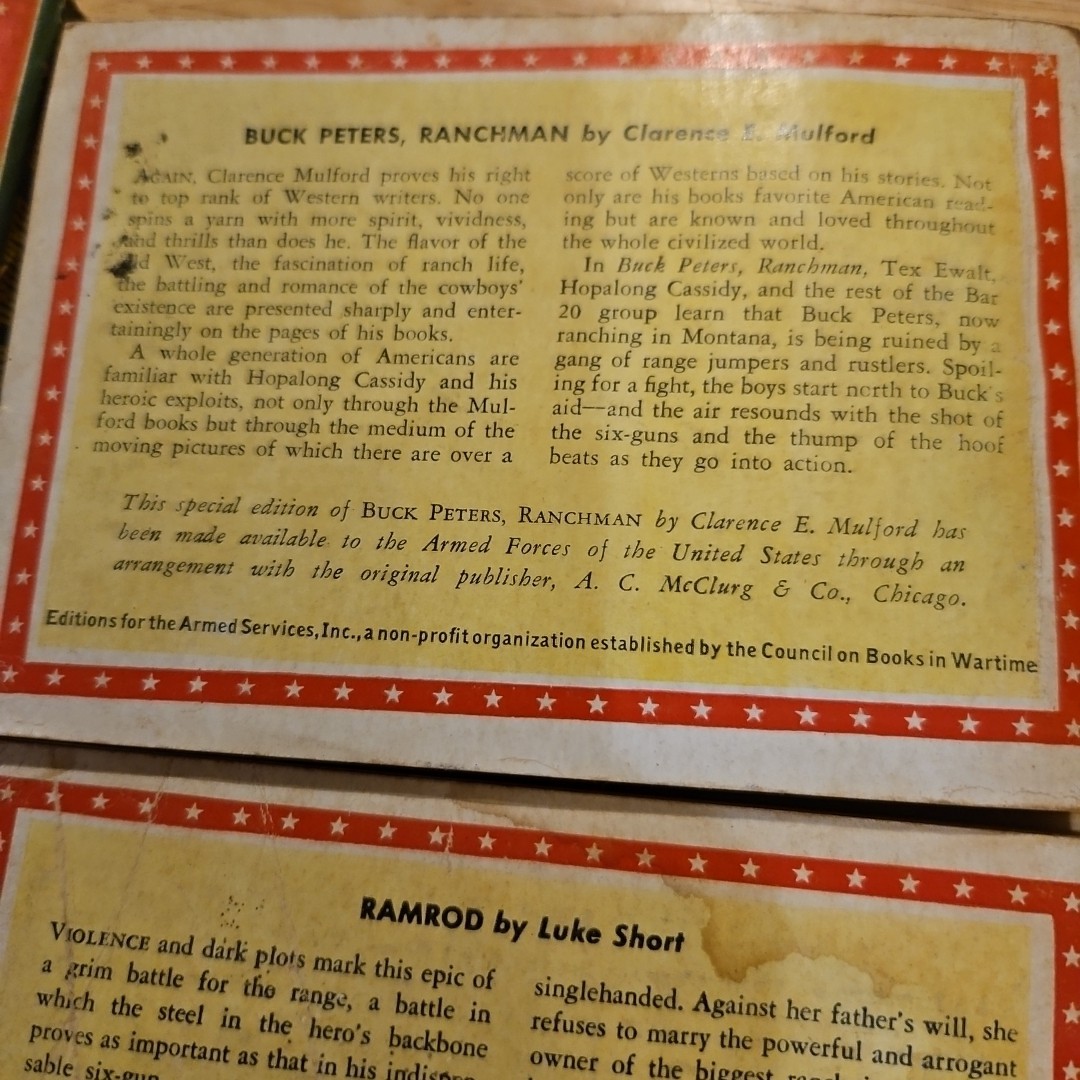 BUCK PETERS, RANCHMAN by Clarence E. Mulford
AGAIN, Clarence Mulford proves his right
to top rank of Western writers. No one
spins a yarn with more spirit, vividness,
and thrills than does he. The flavor of the
Old West, the fascination of ranch life,
the battling and romance of the cowboys'
existence are presented sharply and enter-
tainingly on the pages of his books.
A whole generation of Americans are
familiar with Hopalong Cassidy and his
heroic exploits, not only through the Mul-
ford books but through the medium of the
moving pictures of which there are over a
score of Westerns based on his stories. Not
only are his books favorite American read-
ing but are known and loved throughout
the whole civilized world.
In Buck Peters, Ranchman, Tex Ewalt,
Hopalong Cassidy, and the rest of the Bar
20 group learn that Buck Peters, now
ranching in Montana, is being ruined by a
gang of range jumpers and rustlers. Spoil-
ing for a fight, the boys start north to Buck's
aid—and the air resounds with the shot of
the six-guns and the thump of the hoof
beats as they go into action.
This special edition of BUCK PETERS, RANCHMAN by Clarence E. Mulford has
been made available to the Armed Forces of the United States through an
arrangement with the original publisher, A. C. McClurg & Co., Chicago.
Editions for the Armed Services, Inc., a non-profit organization established by the Council on Books in Wartime
RAMROD by Luke Short
VIOLENCE and dark plots mark this epic of
a grim battle for the range, a battle in
which the steel in the hero's backbone
proves as important as that in his indispen-
sable six-gun
singlehanded. Against her father's will, she
refuses to marry the powerful and arrogant
owner of the biggest